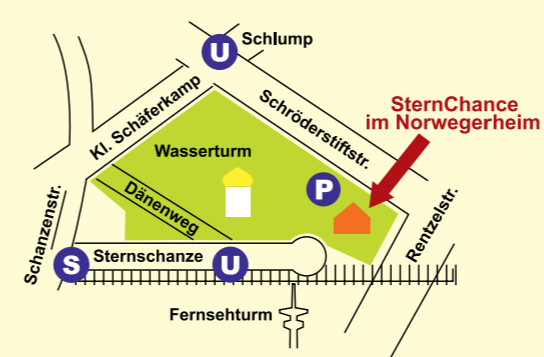 U
Schlump
Kl. Schäferkamp
Schröderstiftstr.
SternChance
im Norwegerheim
Wasserturm
P
Dänenweg
Schanzenstr.
Rentzelstr.
S
Sternschanze
U
Fernsehturm